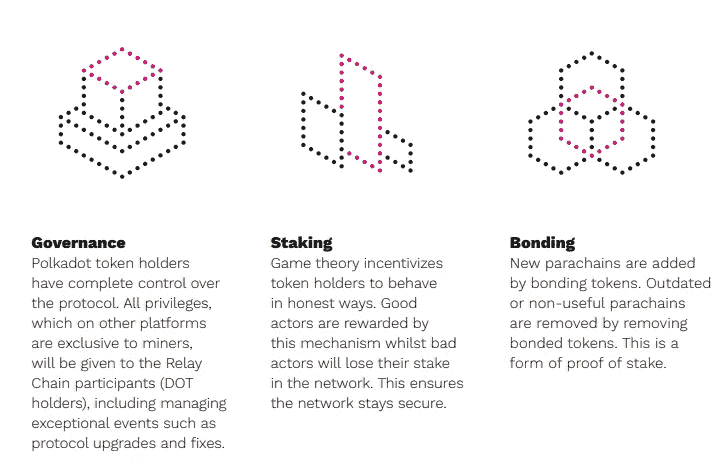 Governance
Polkadot token holders
have complete control over
the protocol. All privileges,
which on other platforms
are exclusive to miners,
will be given to the Relay
Chain participants (DOT
holders), including managing
exceptional events such as
protocol upgrades and fixes.
Staking
Game theory incentivizes
token holders to behave
in honest ways. Good
actors are rewarded by
this mechanism whilst bad
actors will lose their stake
in the network. This ensures
the network stays secure.
Bonding
New parachains are added
by bonding tokens. Outdated
or non-useful parachains
are removed by removing
bonded tokens. This is a
form of proof of stake.